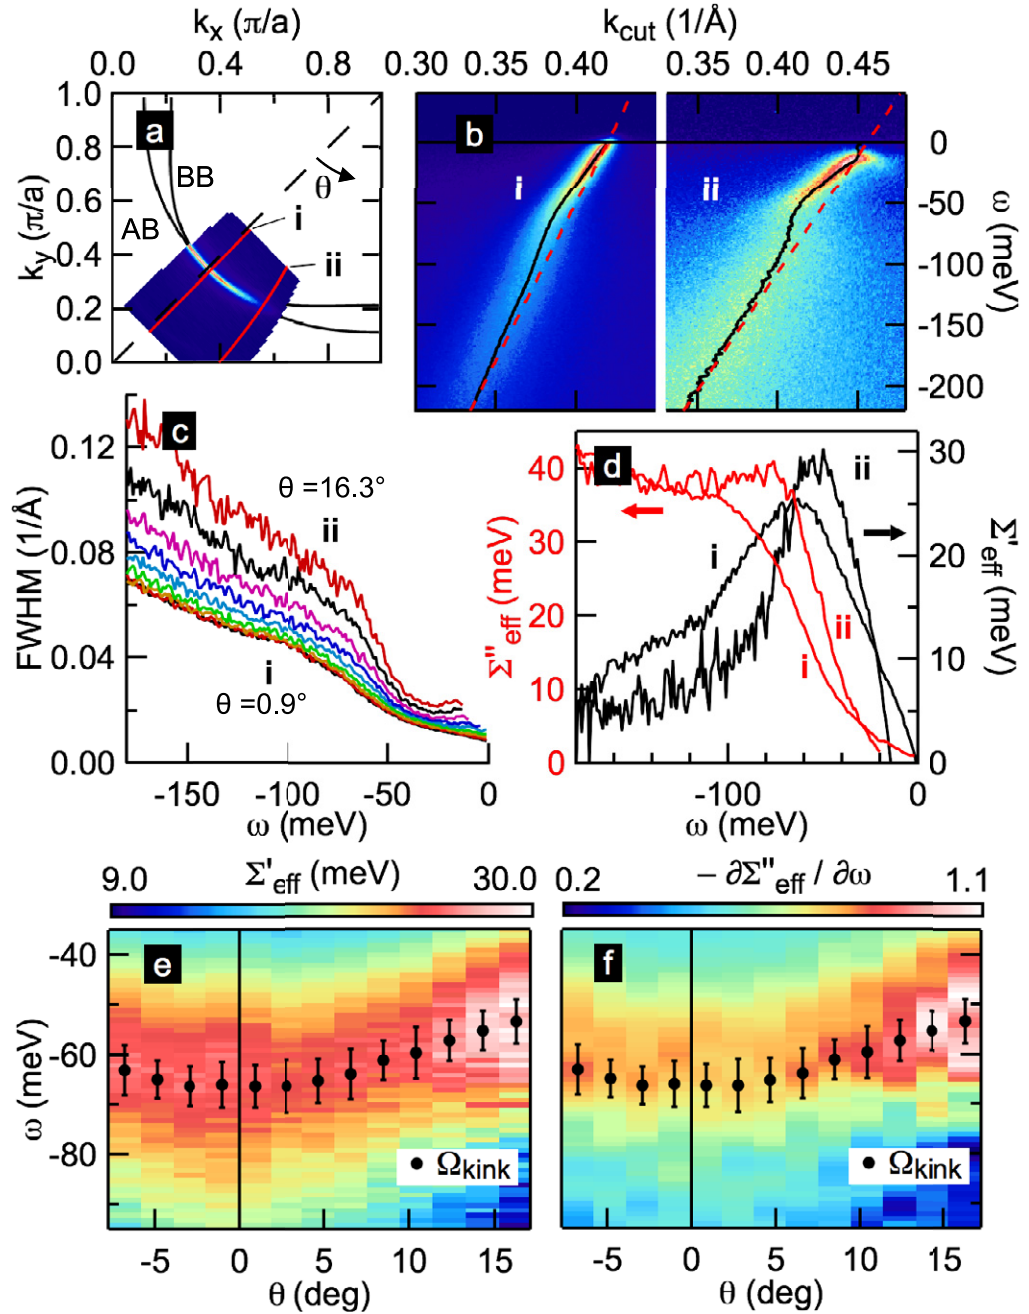 kx (π/a)
kcut (1/Å)
0.0 0.4 0.8
0.30 0.35 0.40
0.35 0.40 0.45
1.0
0.8
0.6
0.4
0.2
0.0
ky (π/a)
a
BB
AB
θ
i
ii
b
i
ii
0
-50
-100
-150
-200
ω (meV)
c
θ =16.3°
ii
i
θ =0.9°
0.12
0.08
0.04
0.00
FWHM (1/Å)
-150 -100 -50 0
ω (meV)
d
40
30
20
10
0
Σ''eff (meV)
i
ii
ii
i
30
20
10
0
Σ'eff (meV)
-100 0
ω (meV)
9.0 Σ'eff (meV) 30.0
0.2 − ∂Σ''eff / ∂ω 1.1
e
-40
-60
-80
ω (meV)
Ωkink
-5 0 5 10 15
θ (deg)
f
Ωkink
-5 0 5 10 15
θ (deg)